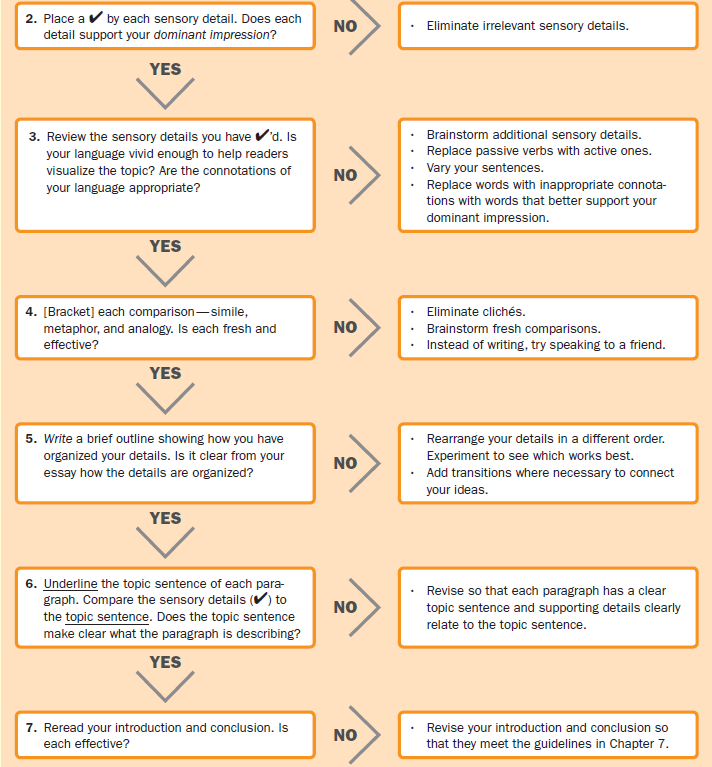 2. Place a ✔ by each sensory detail. Does each
detail support your dominant impression?
NO
· Eliminate irrelevant sensory details.
YES
3. Review the sensory details you have ✔'d. Is
your language vivid enough to help readers
visualize the topic? Are the connotations of
your language appropriate?
NO
· Brainstorm additional sensory details.
· Replace passive verbs with active ones.
· Vary your sentences.
· Replace words with inappropriate connota-
tions with words that better support your
dominant impression.
YES
4. [Bracket] each comparison—simile,
metaphor, and analogy. Is each fresh and
effective?
NO
· Eliminate clichés.
· Brainstorm fresh comparisons.
· Instead of writing, try speaking to a friend.
YES
5. Write a brief outline showing how you have
organized your details. Is it clear from your
essay how the details are organized?
NO
· Rearrange your details in a different order.
Experiment to see which works best.
· Add transitions where necessary to connect
your ideas.
YES
6. Underline the topic sentence of each para-
graph. Compare the sensory details (✔) to
the topic sentence. Does the topic sentence
make clear what the paragraph is describing?
NO
· Revise so that each paragraph has a clear
topic sentence and supporting details clearly
relate to the topic sentence.
YES
7. Reread your introduction and conclusion. Is
each effective?
NO
· Revise your introduction and conclusion so
that they meet the guidelines in Chapter 7.